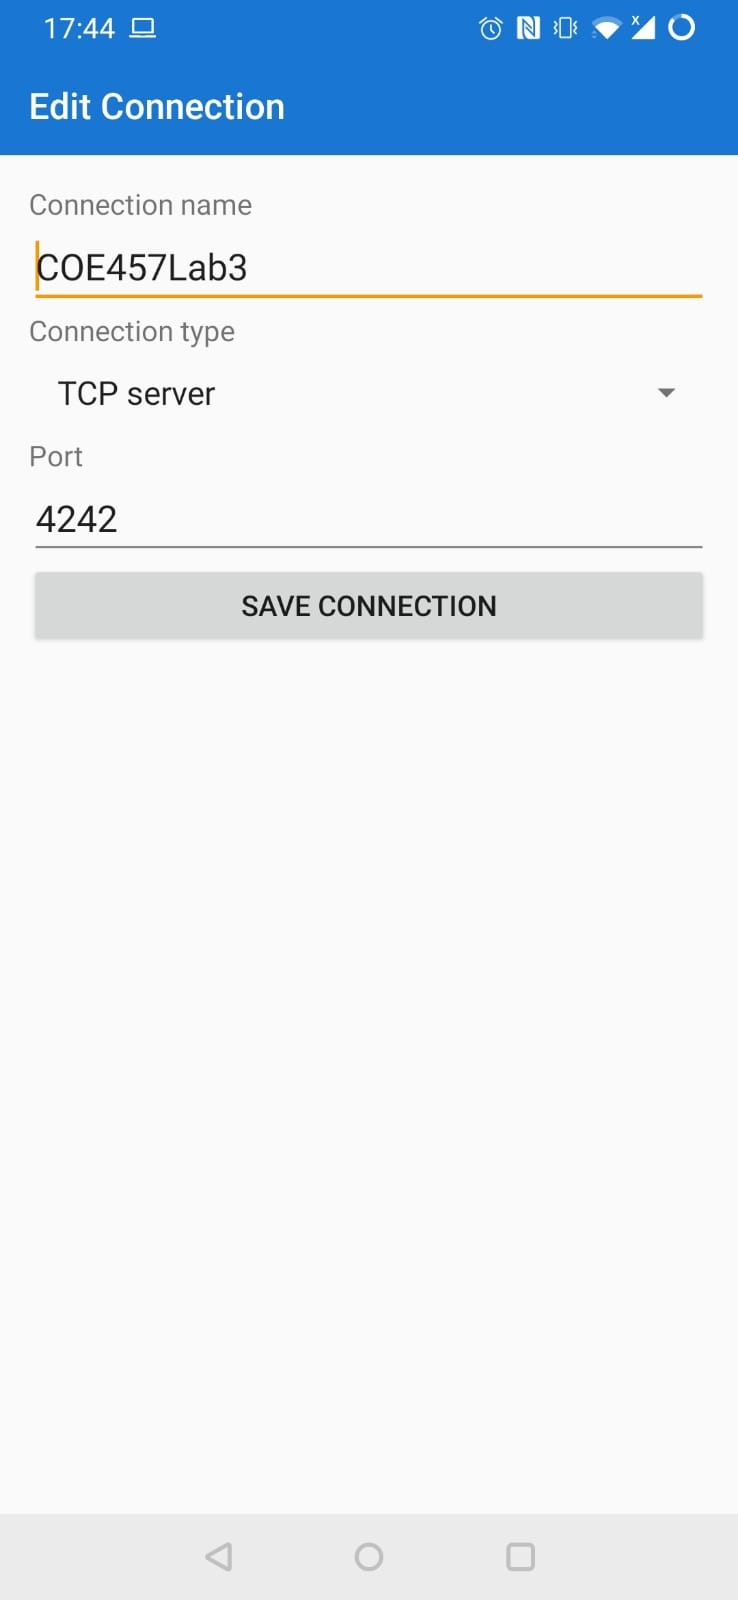 17:44
Edit Connection
Connection name
COE457Lab3
Connection type
TCP server
Port
4242
SAVE CONNECTION